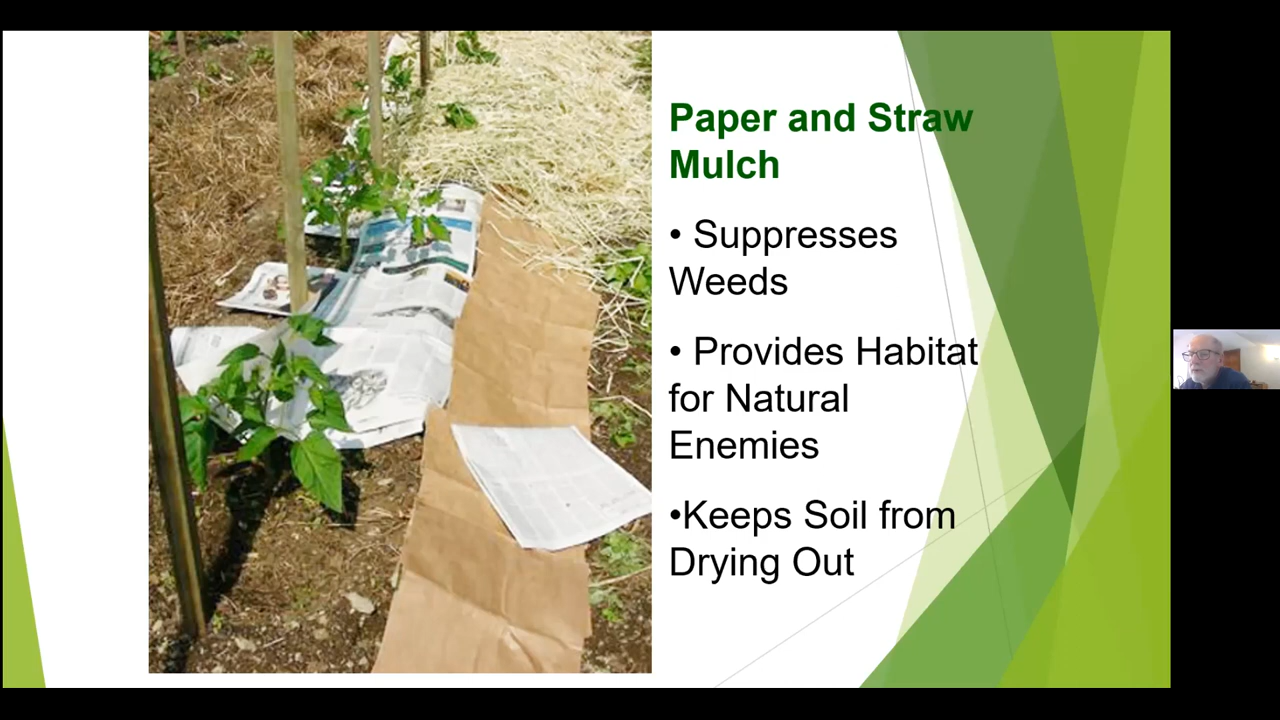 Paper and Straw
Mulch
• Suppresses
Weeds
• Provides Habitat
for Natural
Enemies
•Keeps Soil from
Drying Out